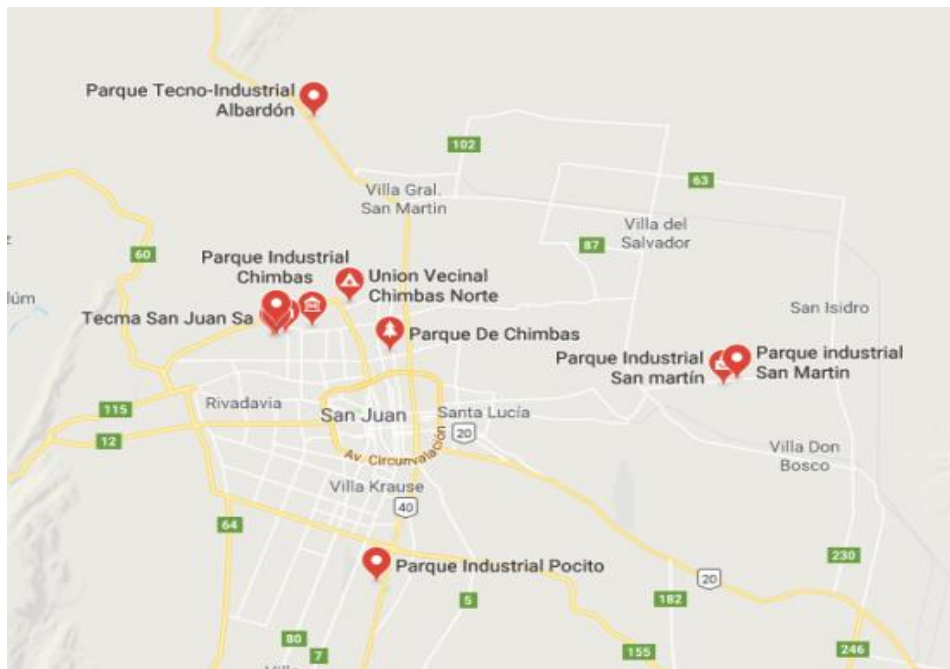 Parque Tecno-Industrial
Albardón
102
63
Villa Gral.
San Martin
Villa del
Salvador
87
60
Parque Industrial
Chimbas
Union Vecinal
Chimbas Norte
lúm
San Isidro
Tecma San Juan Sa
Parque De Chimbas
Parque Industrial
San martín
Parque industrial
San Martin
115
Rivadavia
San Juan
Santa Lucía
12
20
Av. Circunvalación
Villa Don
Bosco
Villa Krause
40
64
Parque Industrial Pocito
230
20
5
182
80
7
155
246